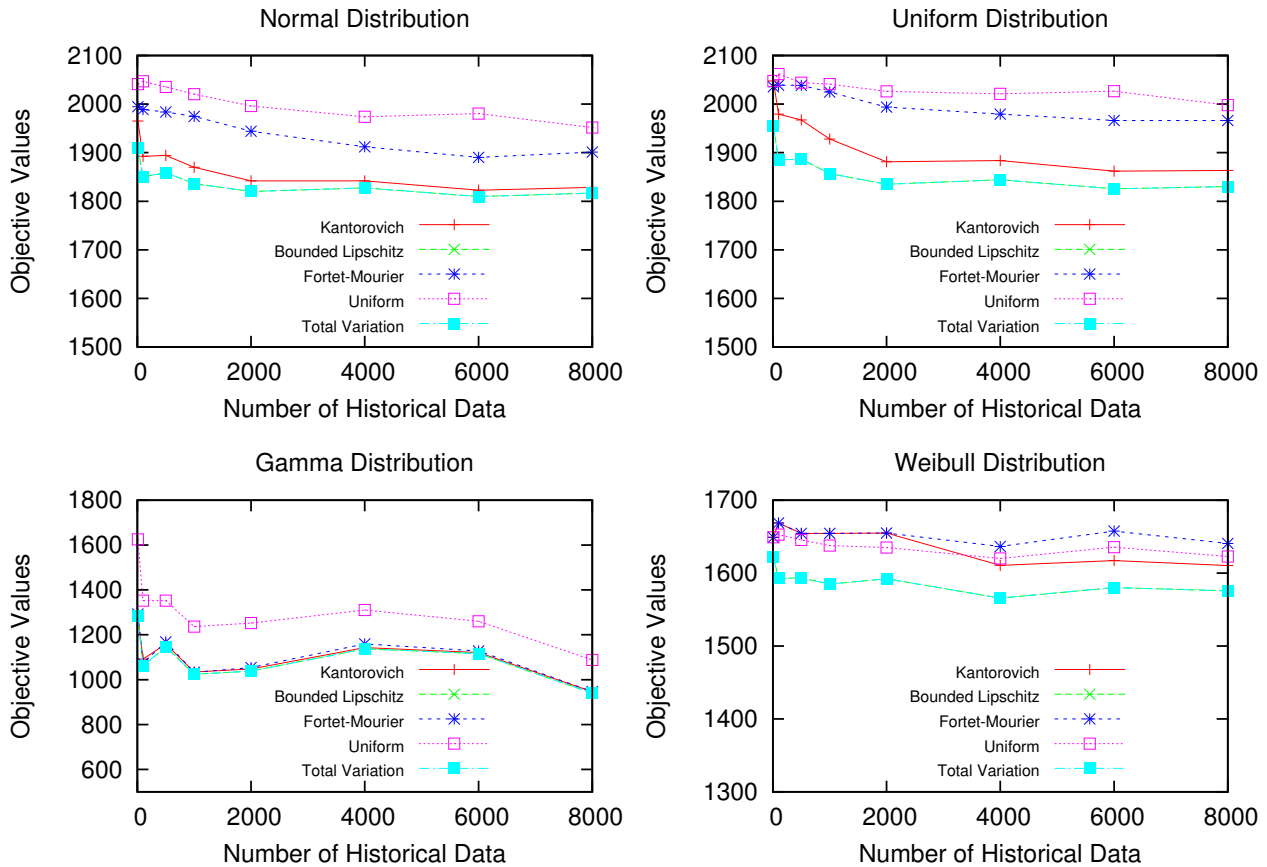 Normal Distribution
2100
2000
1900
1800
1700
1600
1500
Objective Values
Kantorovich
Bounded Lipschitz
Fortet-Mourier
Uniform
Total Variation
0 2000 4000 6000 8000
Number of Historical Data
Uniform Distribution
2100
2000
1900
1800
1700
1600
1500
Objective Values
Kantorovich
Bounded Lipschitz
Fortet-Mourier
Uniform
Total Variation
0 2000 4000 6000 8000
Number of Historical Data
Gamma Distribution
1800
1600
1400
1200
1000
800
600
Objective Values
Kantorovich
Bounded Lipschitz
Fortet-Mourier
Uniform
Total Variation
0 2000 4000 6000 8000
Number of Historical Data
Weibull Distribution
1700
1600
1500
1400
1300
Objective Values
Kantorovich
Bounded Lipschitz
Fortet-Mourier
Uniform
Total Variation
0 2000 4000 6000 8000
Number of Historical Data